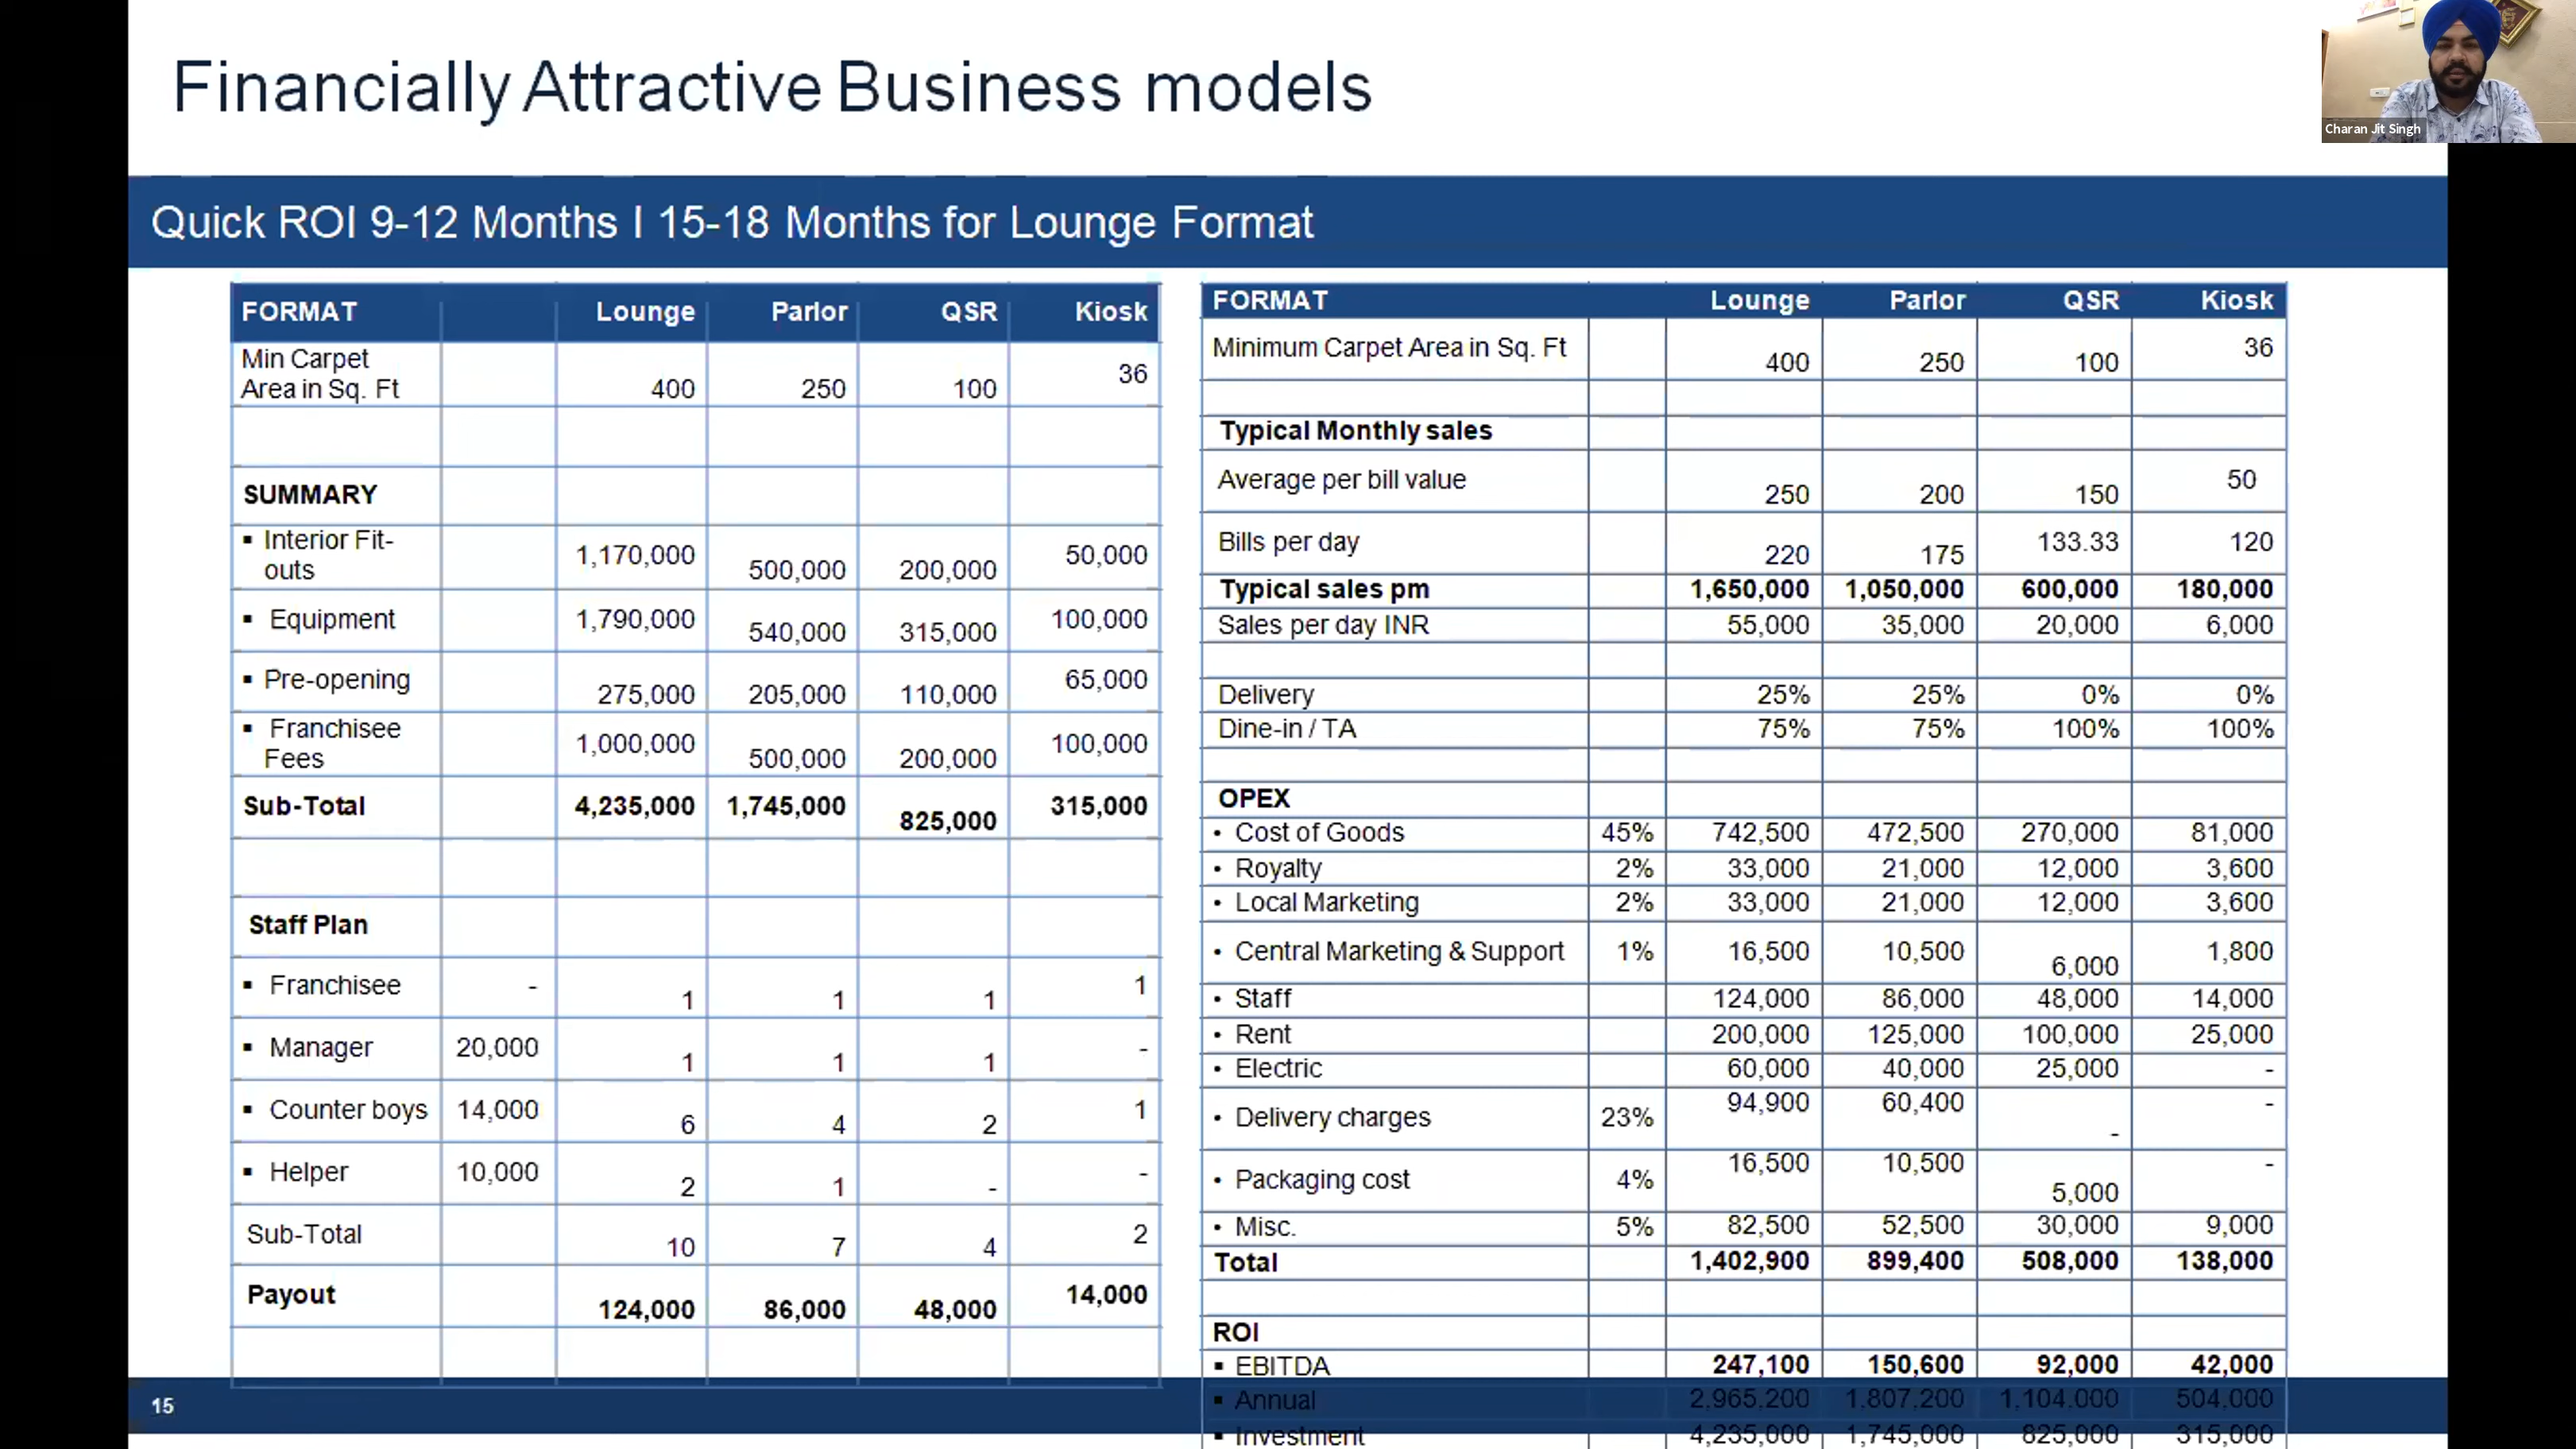 Financially Attractive Business models
Charan Jit Singh
Quick ROI 9-12 Months I 15-18 Months for Lounge Format
FORMAT Lounge Parlor QSR Kiosk
Min Carpet
Area in Sq. Ft 400 250 100 36
SUMMARY
▪ Interior Fit-
outs 1,170,000 500,000 200,000 50,000
▪ Equipment 1,790,000 540,000 315,000 100,000
▪ Pre-opening 275,000 205,000 110,000 65,000
▪ Franchisee
Fees 1,000,000 500,000 200,000 100,000
Sub-Total 4,235,000 1,745,000 825,000 315,000
Staff Plan
▪ Franchisee - 1 1 1 1
▪ Manager 20,000 1 1 1 -
▪ Counter boys 14,000 6 4 2 1
▪ Helper 10,000 2 1 - -
Sub-Total 10 7 4 2
Payout 124,000 86,000 48,000 14,000
FORMAT Lounge Parlor QSR Kiosk
Minimum Carpet Area in Sq. Ft 400 250 100 36
Typical Monthly sales
Average per bill value 250 200 150 50
Bills per day 220 175 133.33 120
Typical sales pm 1,650,000 1,050,000 600,000 180,000
Sales per day INR 55,000 35,000 20,000 6,000
Delivery 25% 25% 0% 0%
Dine-in / TA 75% 75% 100% 100%
OPEX
• Cost of Goods 45% 742,500 472,500 270,000 81,000
• Royalty 2% 33,000 21,000 12,000 3,600
• Local Marketing 2% 33,000 21,000 12,000 3,600
• Central Marketing & Support 1% 16,500 10,500 6,000 1,800
• Staff 124,000 86,000 48,000 14,000
• Rent 200,000 125,000 100,000 25,000
• Electric 60,000 40,000 25,000 -
• Delivery charges 23% 94,900 60,400 - -
• Packaging cost 4% 16,500 10,500 5,000 -
• Misc. 5% 82,500 52,500 30,000 9,000
Total 1,402,900 899,400 508,000 138,000
ROI
▪ EBITDA 247,100 150,600 92,000 42,000
▪ Annual 2,965,200 1,807,200 1,104,000 504,000
▪ Investment 4,235,000 1,745,000 825,000 315,000
15